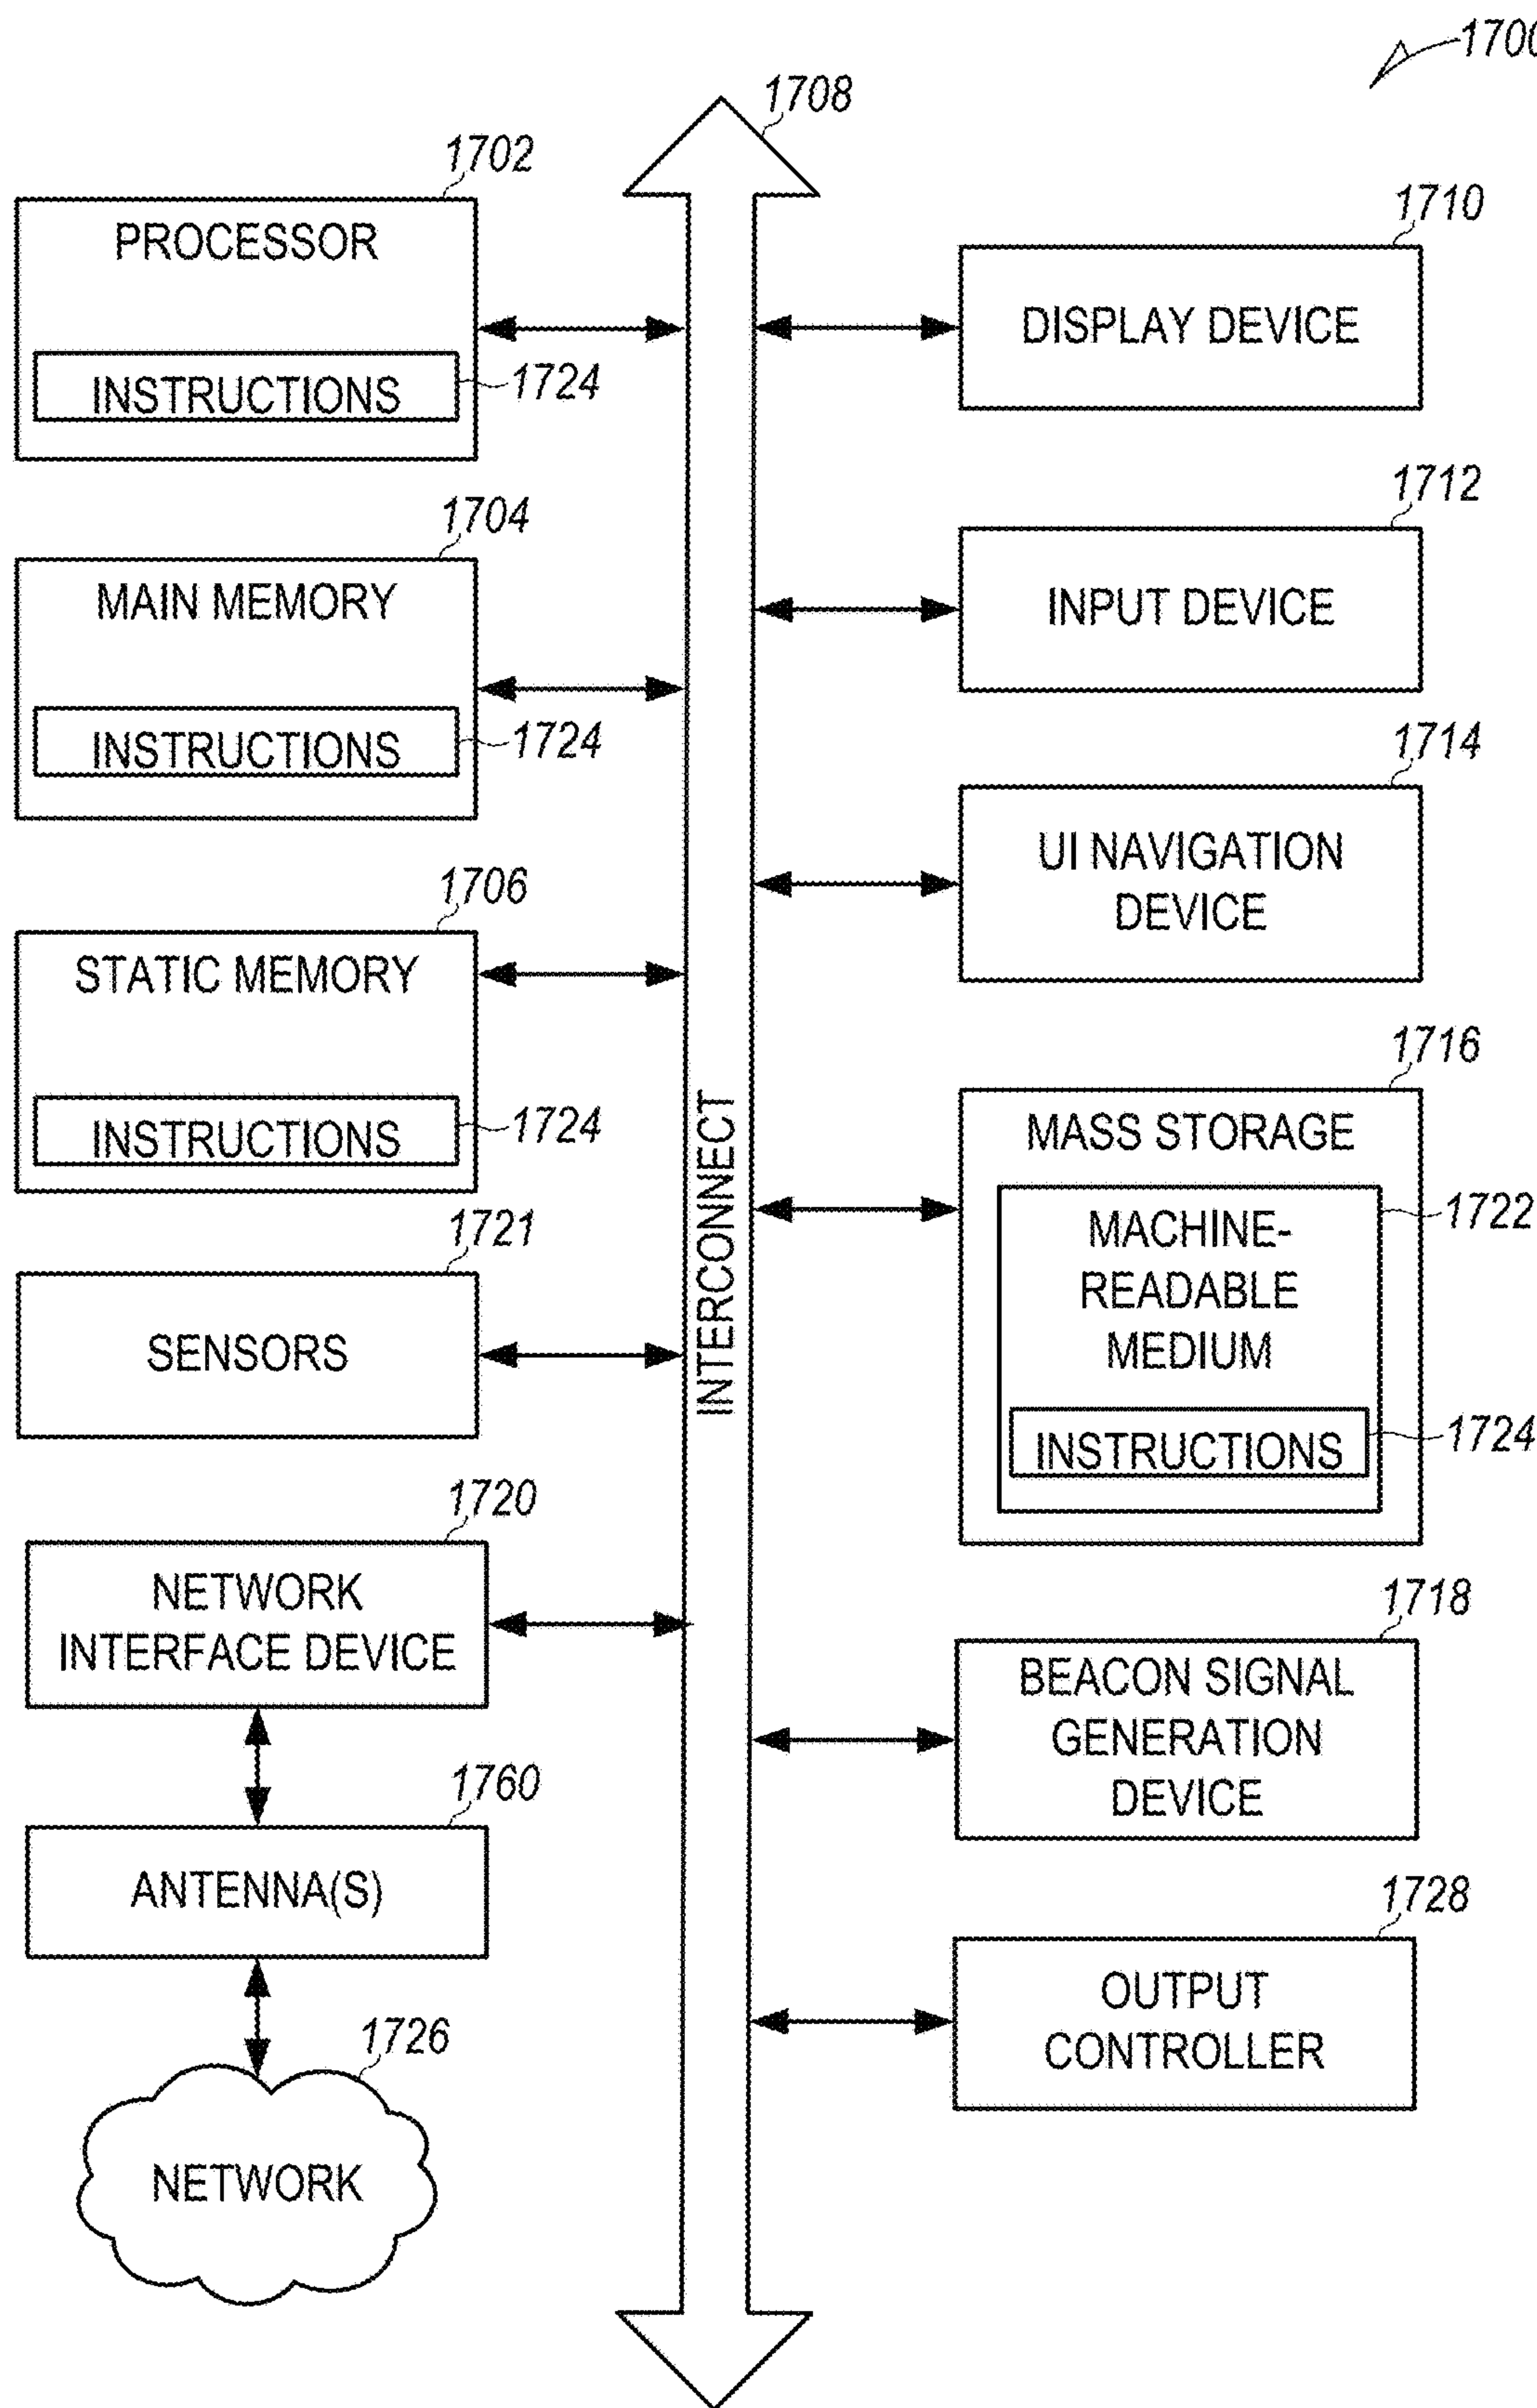 1700
1708
1702
PROCESSOR
INSTRUCTIONS
1724
1704
MAIN MEMORY
INSTRUCTIONS
1724
1706
STATIC MEMORY
INSTRUCTIONS
1724
1721
SENSORS
1720
NETWORK
INTERFACE DEVICE
1760
ANTENNA(S)
1726
NETWORK
INTERCONNECT
1710
DISPLAY DEVICE
1712
INPUT DEVICE
1714
UI NAVIGATION
DEVICE
1716
MASS STORAGE
1722
MACHINE-
READABLE
MEDIUM
INSTRUCTIONS
1724
1718
BEACON SIGNAL
GENERATION
DEVICE
1728
OUTPUT
CONTROLLER